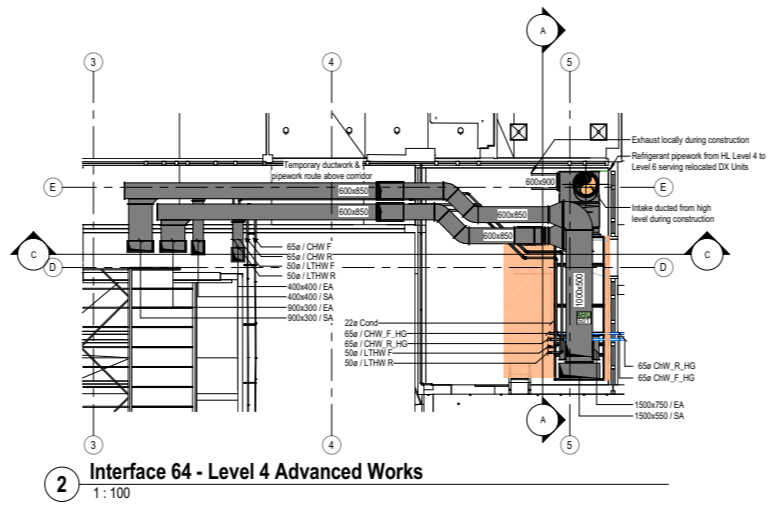 A
3
4
5
Exhaust locally during construction
Refrigerant pipework from HL Level 4 to
Level 6 serving relocated DX Units
Temporary ductwork &
pipework route above corridor
E
600x850
600x900
E
Intake ducted from high
level during construction
600x850
600x850
600x850
C
65ø / CHW F
65ø / CHW R
50ø / LTHW F
50ø / LTHW R
C
D
D
400x400 / EA
400x400 / SA
900x300 / EA
900x300 / SA
1000x500
22ø Cond
65ø / CHW_F_HG
65ø / CHW_R_HG
50ø / LTHW F
50ø / LTHW R
65ø ChW_R_HG
65ø ChW_F_HG
1500x750 / EA
1500x550 / SA
A
3
4
5
2
Interface 64 - Level 4 Advanced Works
1 : 100